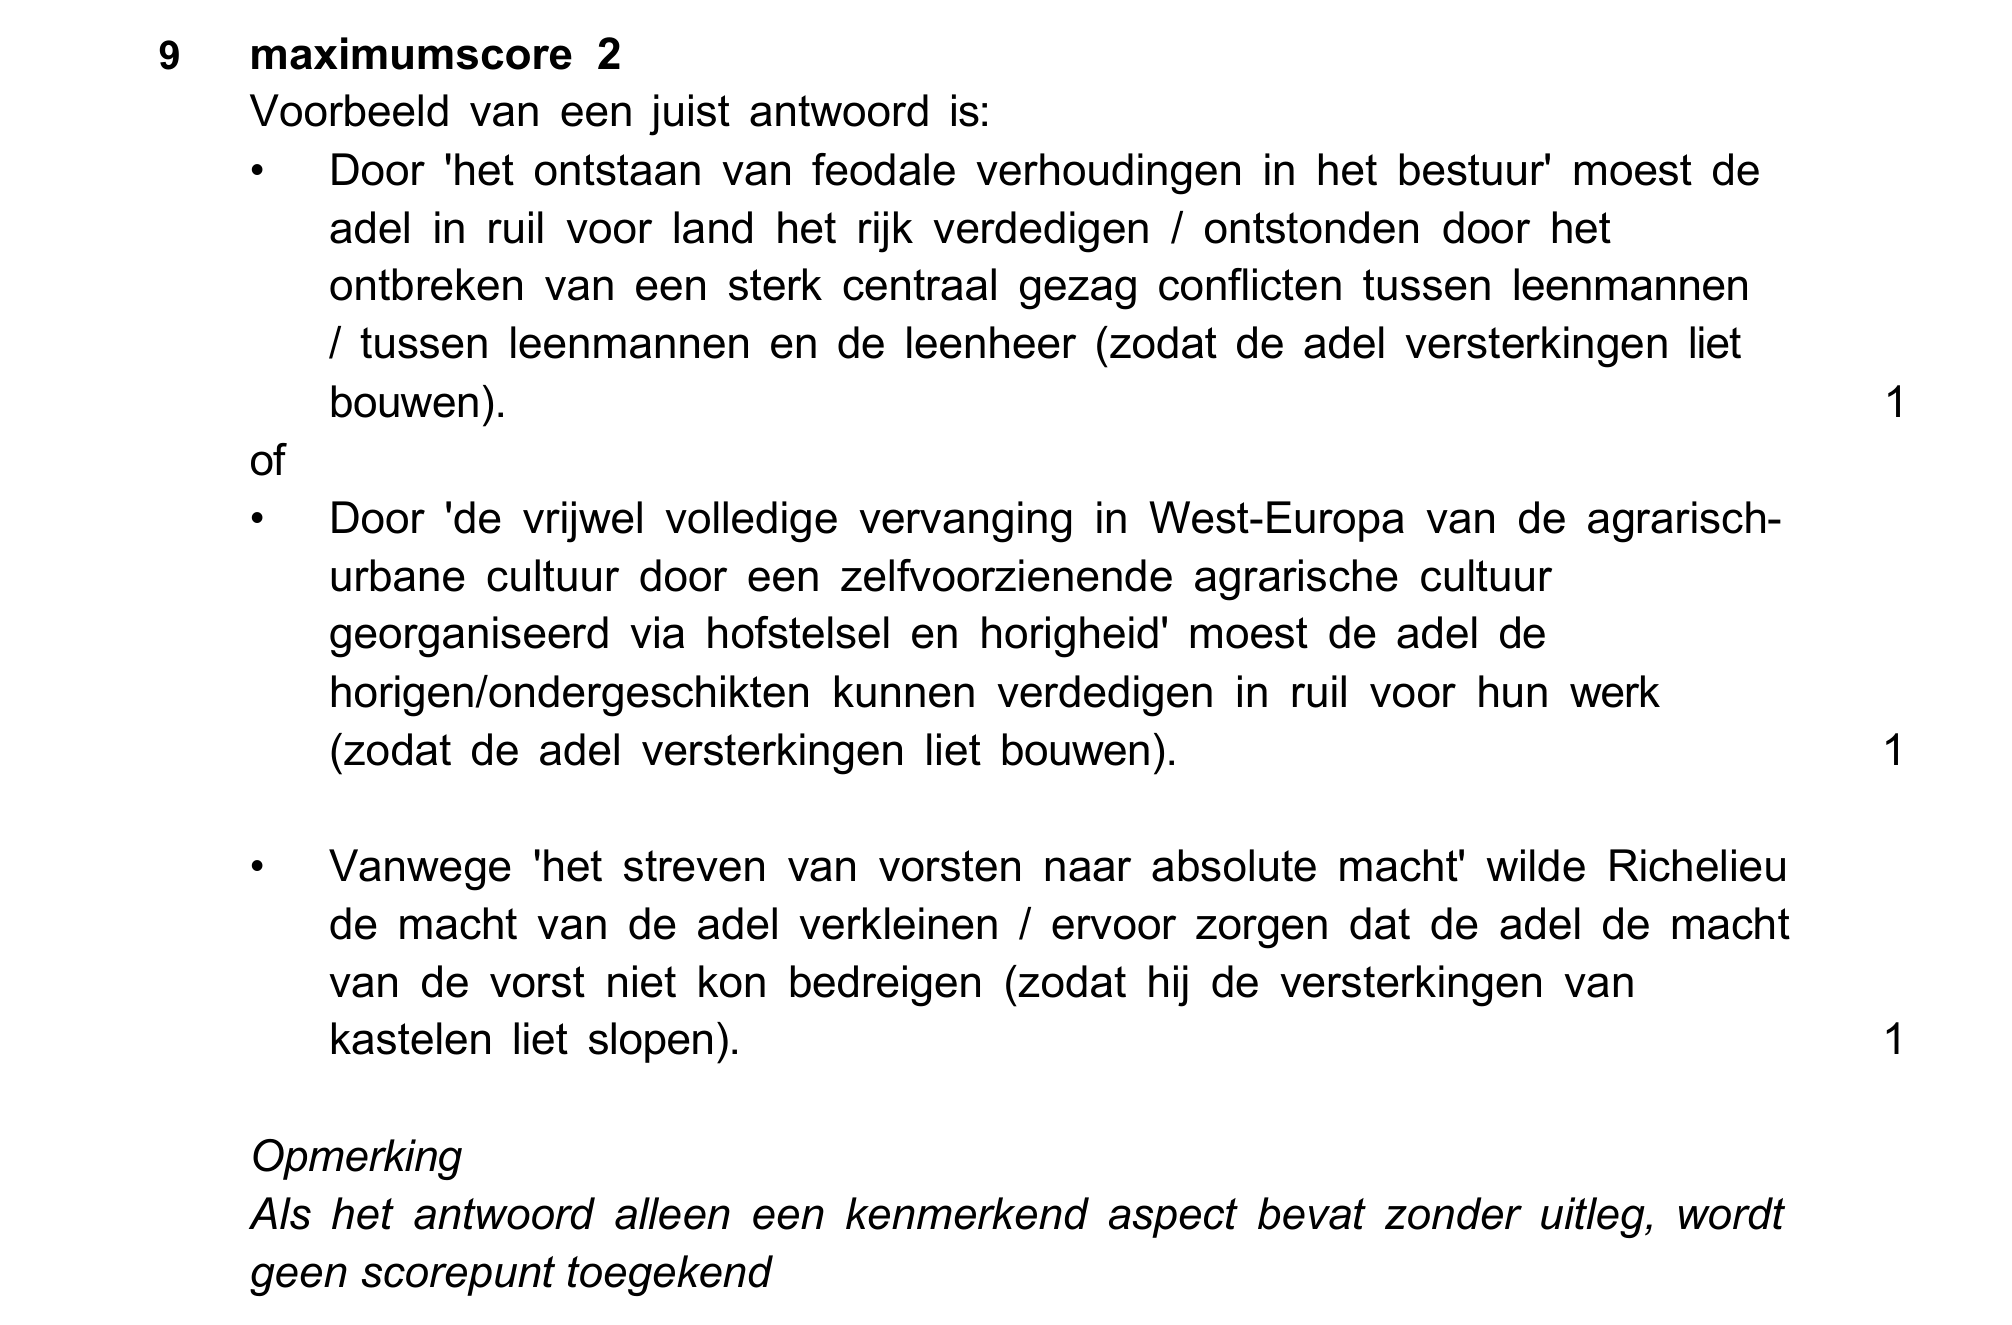 9 maximumscore 2
Voorbeeld van een juist antwoord is:
• Door 'het ontstaan van feodale verhoudingen in het bestuur' moest de
adel in ruil voor land het rijk verdedigen / ontstonden door het
ontbreken van een sterk centraal gezag conflicten tussen leenmannen
/ tussen leenmannen en de leenheer (zodat de adel versterkingen liet
bouwen). 1
of
• Door 'de vrijwel volledige vervanging in West-Europa van de agrarisch-
urbane cultuur door een zelfvoorzienende agrarische cultuur
georganiseerd via hofstelsel en horigheid' moest de adel de
horigen/ondergeschikten kunnen verdedigen in ruil voor hun werk
(zodat de adel versterkingen liet bouwen). 1
• Vanwege 'het streven van vorsten naar absolute macht' wilde Richelieu
de macht van de adel verkleinen / ervoor zorgen dat de adel de macht
van de vorst niet kon bedreigen (zodat hij de versterkingen van
kastelen liet slopen). 1
Opmerking
Als het antwoord alleen een kenmerkend aspect bevat zonder uitleg, wordt
geen scorepunt toegekend